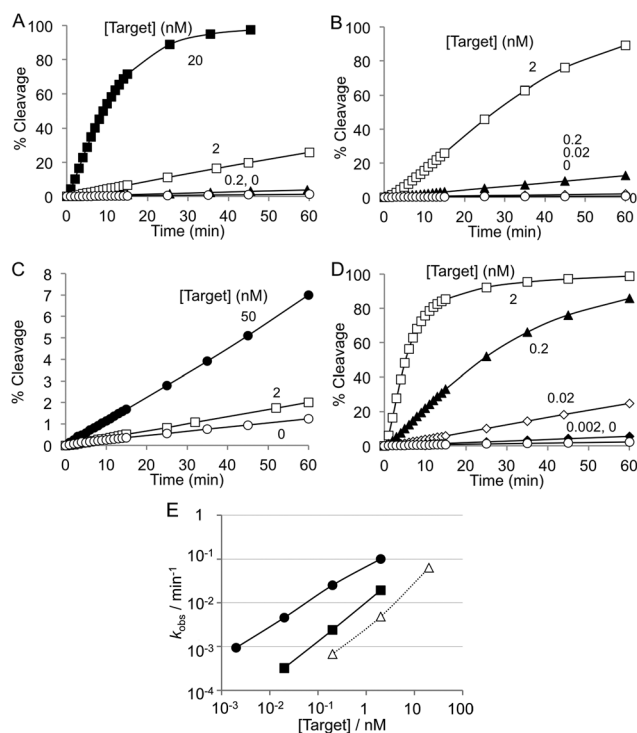 A
[Target] (nM)
100
80
60
40
20
0
% Cleavage
20
2
0.2, 0
0 10 20 30 40 50 60
Time (min)
B
[Target] (nM)
100
80
60
40
20
0
% Cleavage
2
0.2
0.02
0
0 10 20 30 40 50 60
0
Time (min)
C
[Target] (nM)
8
7
6
5
4
3
2
1
0
% Cleavage
50
2
0
0 10 20 30 40 50 60
Time (min)
D
[Target] (nM)
100
80
60
40
20
0
% Cleavage
2
0.2
0.02
0.002, 0
0 10 20 30 40 50 60
Time (min)
E
1
10⁻¹
10⁻²
10⁻³
10⁻⁴
kobs / min⁻¹
10⁻³ 10⁻² 10⁻¹ 1 10 100
[Target] / nM